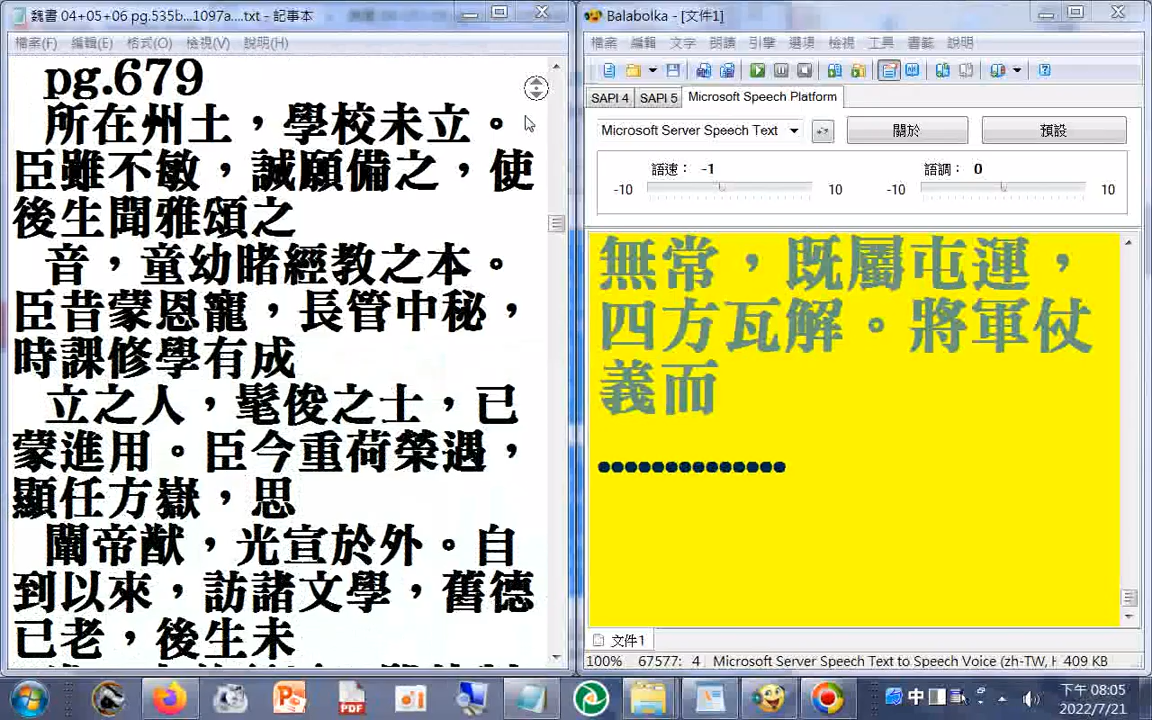 魏書 04+05+06 pg.535b...1097a....txt - 記事本
檔案(F) 編輯(E) 格式(O) 檢視(V) 說明(H)
pg.679
所在州土，學校未立。
臣雖不敏，誠願備之，使
後生聞雅頌之
音，童幼睹經教之本。
臣昔蒙恩寵，長管中秘，
時課修學有成
立之人，髦俊之士，已
蒙進用。臣今重荷榮遇，
顯任方嶽，思
闡帝猷，光宣於外。自
到以來，訪諸文學，舊德
已老，後生未
Balabolka - [文件1]
檔案 編輯 文字 朗讀 引擎 選項 檢視 工具 書籤 說明
SAPI 4 SAPI 5 Microsoft Speech Platform
Microsoft Server Speech Text 關於 預設
語速： -1 語調： 0
-10 10 -10 10
無常，既屬屯運，
四方瓦解。將軍仗
義而
••••••••••••••
文件1
100% 67577: 4 Microsoft Server Speech Text to Speech Voice (zh-TW, H 409 KB
PDF
中
下午 08:05
2022/7/21